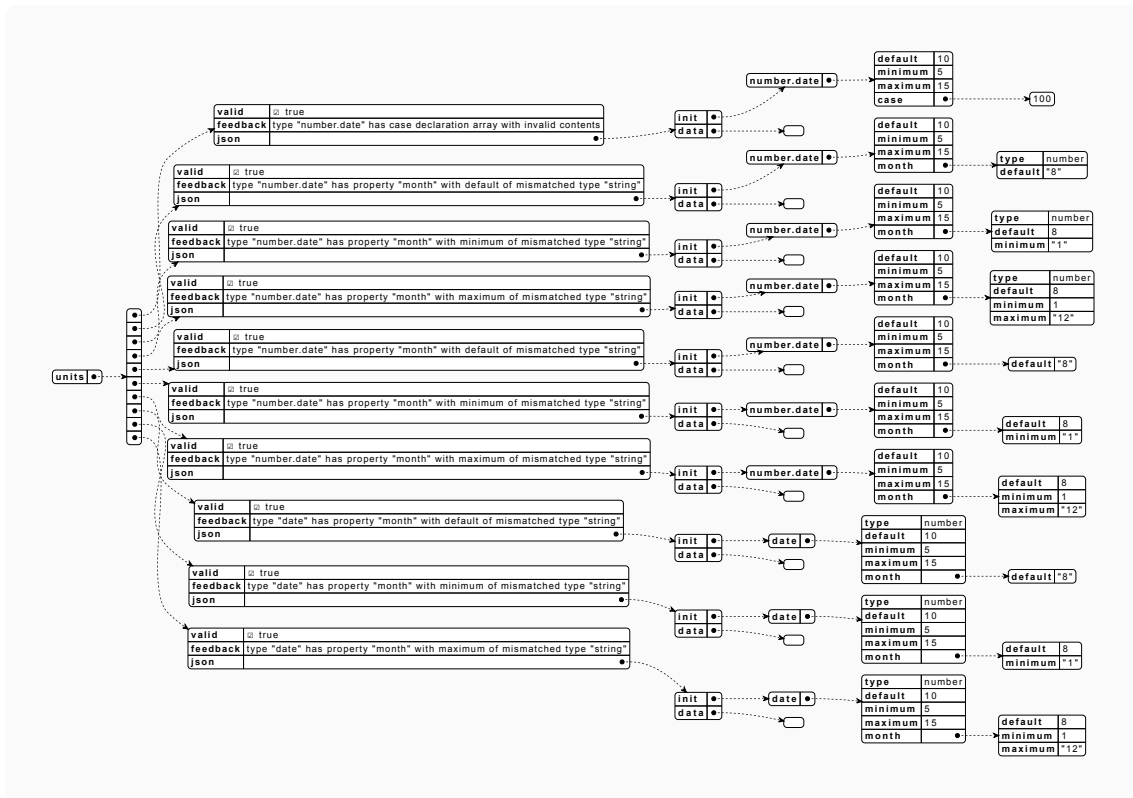 units
valid ☑ true
feedback type "number.date" has case declaration array with invalid contents
json
init
data
number.date
default 10
minimum 5
maximum 15
case
100
valid ☑ true
feedback type "number.date" has property "month" with default of mismatched type "string"
json
init
data
number.date
default 10
minimum 5
maximum 15
month
type number
default "8"
valid ☑ true
feedback type "number.date" has property "month" with minimum of mismatched type "string"
json
init
data
number.date
default 10
minimum 5
maximum 15
month
type number
default 8
minimum "1"
valid ☑ true
feedback type "number.date" has property "month" with maximum of mismatched type "string"
json
init
data
number.date
default 10
minimum 5
maximum 15
month
type number
default 8
minimum 1
maximum "12"
valid ☑ true
feedback type "number.date" has property "month" with default of mismatched type "string"
json
init
data
number.date
default 10
minimum 5
maximum 15
month
default "8"
valid ☑ true
feedback type "number.date" has property "month" with minimum of mismatched type "string"
json
init
data
number.date
default 10
minimum 5
maximum 15
month
default 8
minimum "1"
valid ☑ true
feedback type "number.date" has property "month" with maximum of mismatched type "string"
json
init
data
number.date
default 10
minimum 5
maximum 15
month
default 8
minimum 1
maximum "12"
valid ☑ true
feedback type "date" has property "month" with default of mismatched type "string"
json
init
data
date
type number
default 10
minimum 5
maximum 15
month
default "8"
valid ☑ true
feedback type "date" has property "month" with minimum of mismatched type "string"
json
init
data
date
type number
default 10
minimum 5
maximum 15
month
default 8
minimum "1"
valid ☑ true
feedback type "date" has property "month" with maximum of mismatched type "string"
json
init
data
date
type number
default 10
minimum 5
maximum 15
month
default 8
minimum 1
maximum "12"